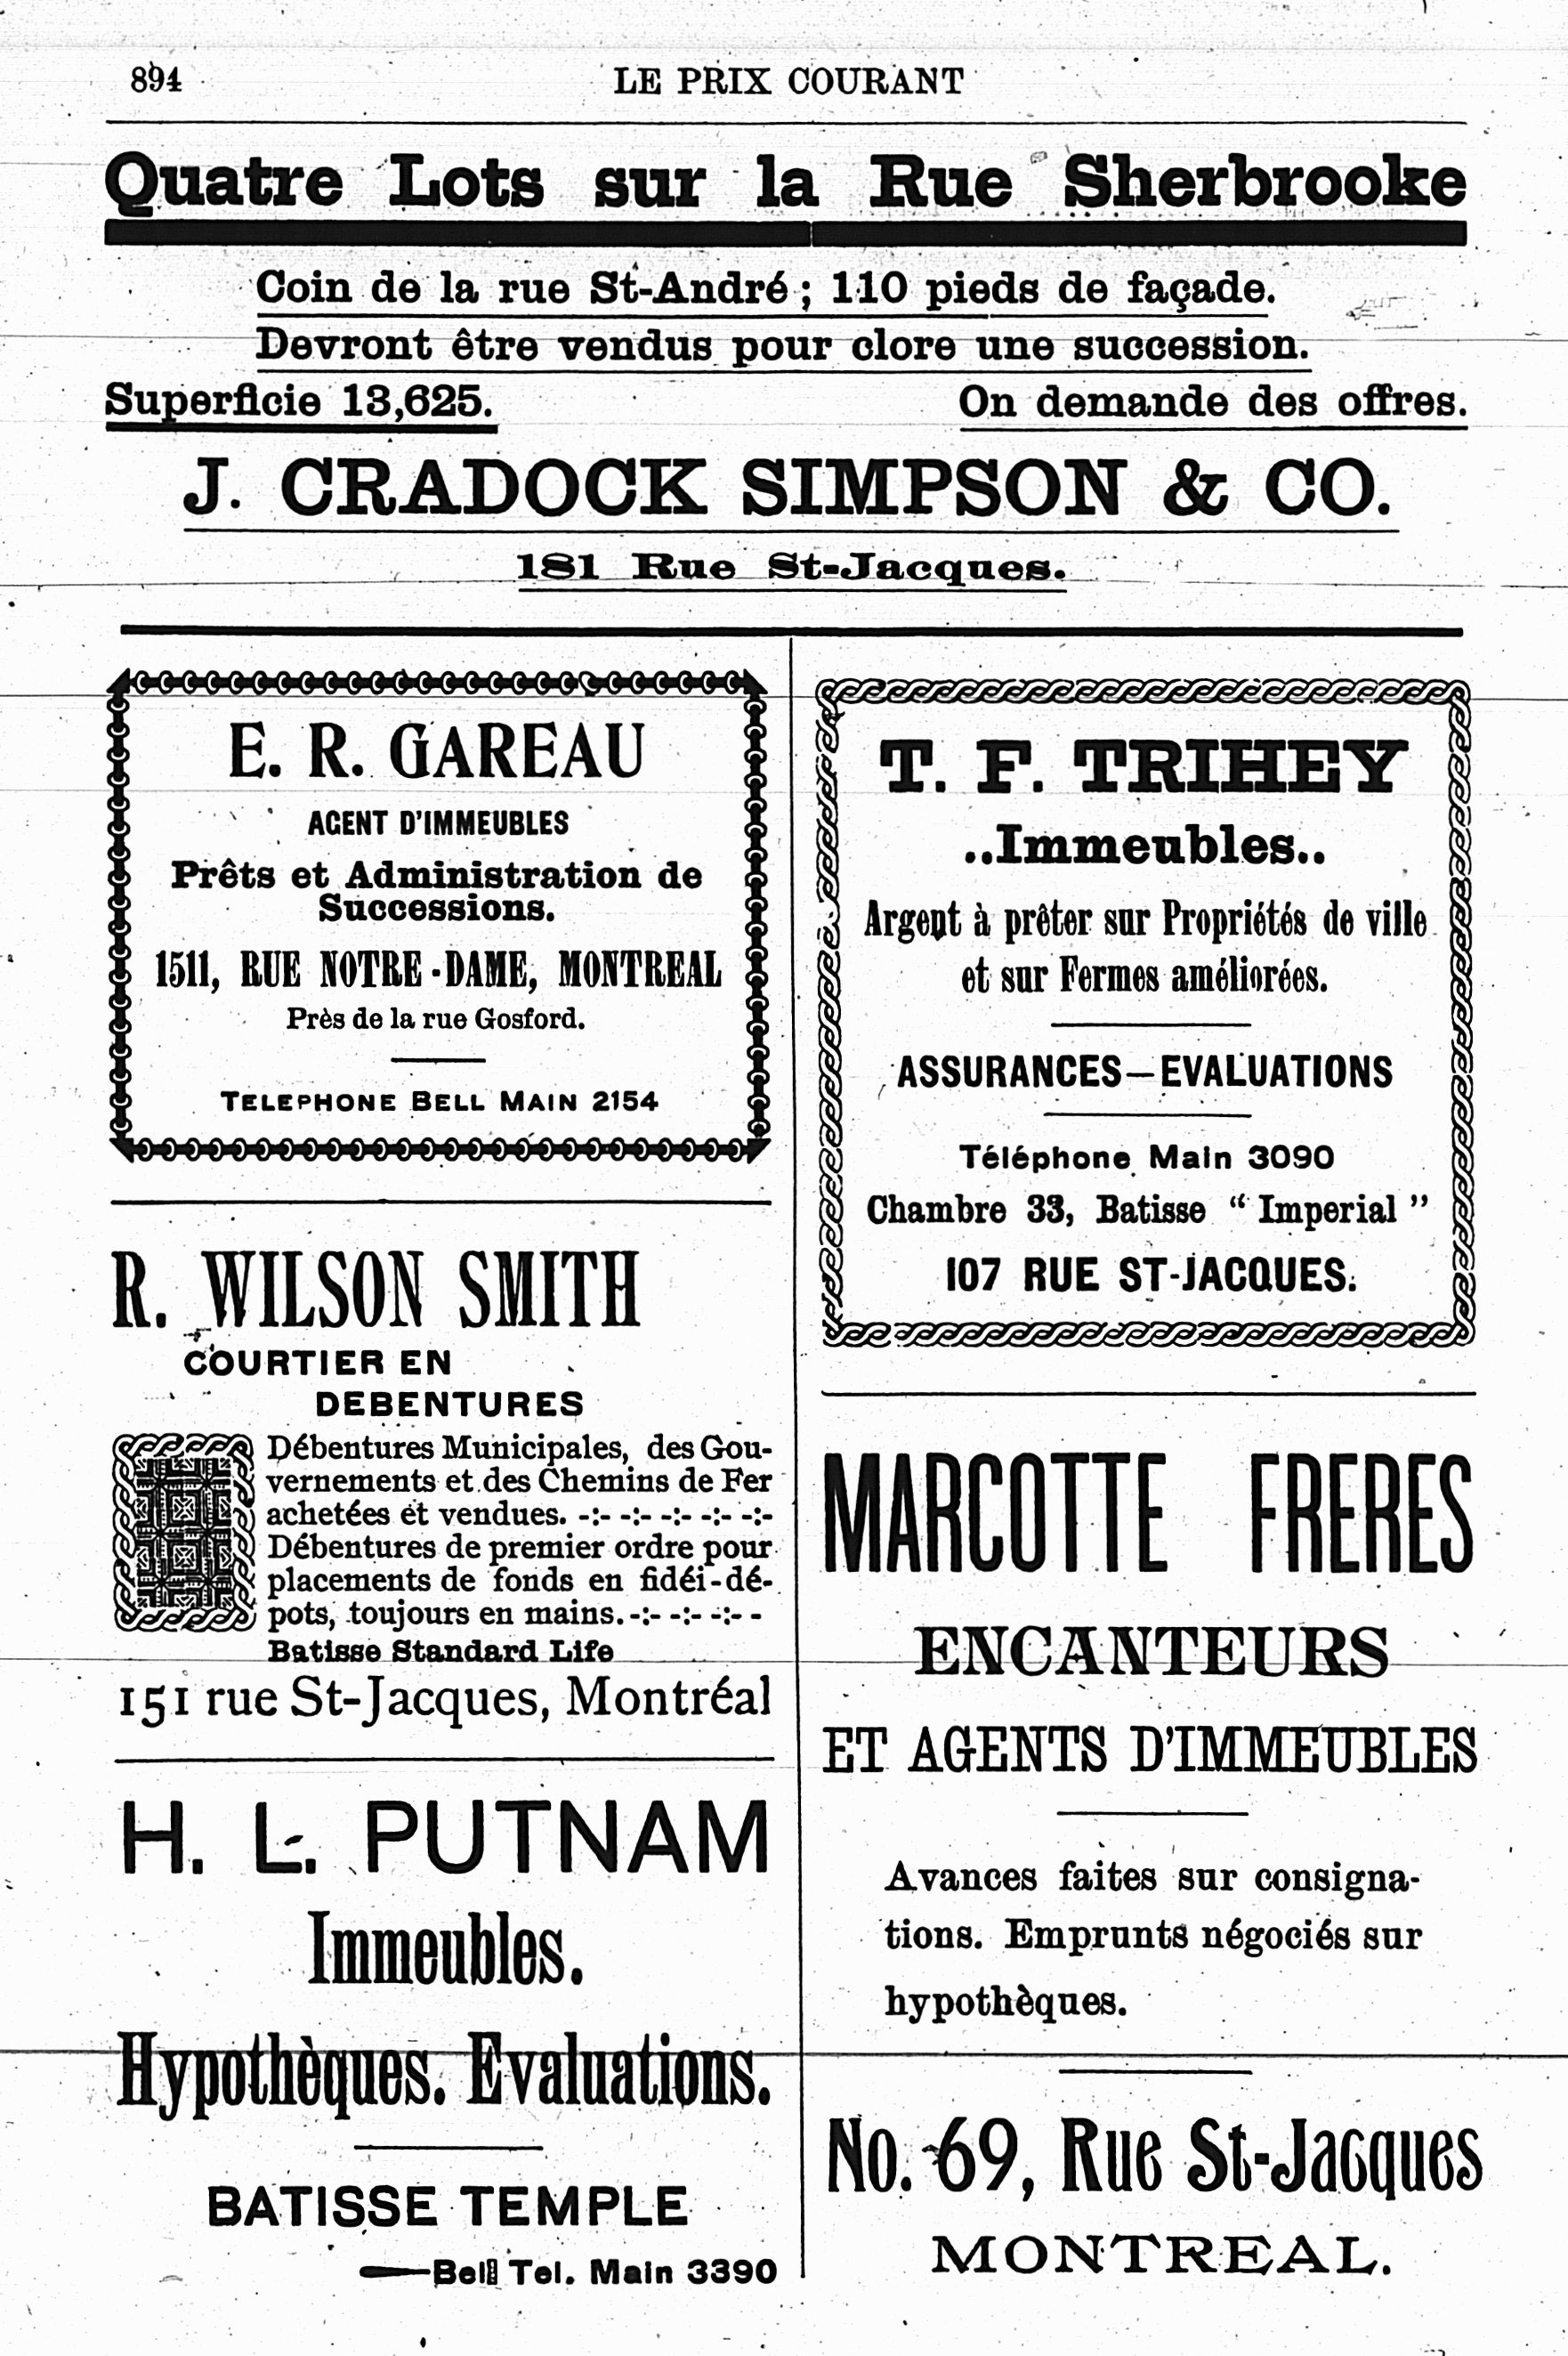 894
LE PRIX COURANT
Quatre Lots sur la Rue Sherbrooke
Coin de la rue St-André ; 110 pieds de façade.
Devront être vendus pour clore une succession.
Superficie 13,625.
On demande des offres.
J. CRADOCK SIMPSON & CO.
181 Rue St-Jacques.
E. R. GAREAU
AGENT D'IMMEUBLES
Prêts et Administration de
Successions.
1511, RUE NOTRE-DAME, MONTREAL
Près de la rue Gosford.
TELEPHONE BELL MAIN 2154
R. WILSON SMITH
COURTIER EN
DEBENTURES
Débentures Municipales, des Gou-
vernements et des Chemins de Fer
achetées et vendues. -:- -:- -:- -:- -:-
Débentures de premier ordre pour
placements de fonds en fidéi-dé-
pots, toujours en mains. -:- -:- -:- -
Batisse Standard Life
151 rue St-Jacques, Montréal
H. L. PUTNAM
Immeubles.
Hypothèques. Evaluations.
BATISSE TEMPLE
—Bell Tel. Main 3390
T. F. TRIHEY
..Immeubles..
Argent à prêter sur Propriétés de ville
et sur Fermes améliorées.
ASSURANCES—EVALUATIONS
Téléphone Main 3090
Chambre 33, Batisse “ Imperial ”
107 RUE ST-JACQUES.
MARCOTTE FRERES
ENCANTEURS
ET AGENTS D'IMMEUBLES
Avances faites sur consigna-
tions. Emprunts négociés sur
hypothèques.
No. 69, Rue St-Jacques
MONTREAL.